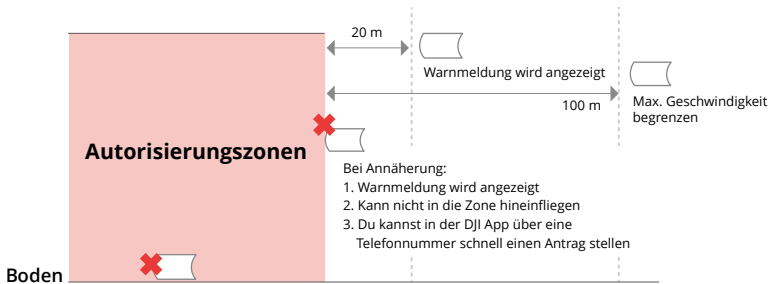 20 m
Warnmeldung wird angezeigt
100 m
Max. Geschwindigkeit
begrenzen
Autorisierungszonen
Bei Annäherung:
1. Warnmeldung wird angezeigt
2. Kann nicht in die Zone hineinfliegen
3. Du kannst in der DJI App über eine
Telefonnummer schnell einen Antrag stellen
Boden